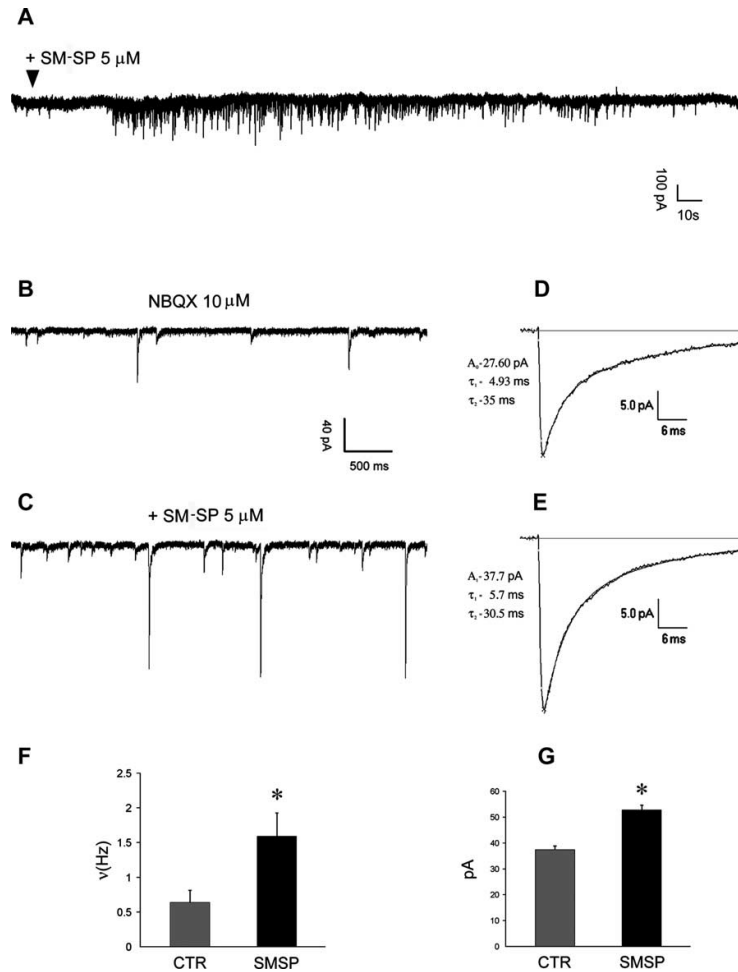 A
+ SM-SP 5 µM
100 pA
10s
B
NBQX 10 µM
40 pA
500 ms
D
A₀-27.60 pA
τ₁- 4.93 ms
τ₂-35 ms
5.0 pA
6 ms
C
+ SM-SP 5 µM
E
A₁-37.7 pA
τ₁- 5.7 ms
τ₂-30.5 ms
5.0 pA
6 ms
F
2.5
2
1.5
1
0.5
0
ν(Hz)
*
CTR SMSP
G
60
50
40
30
20
10
0
pA
*
CTR SMSP